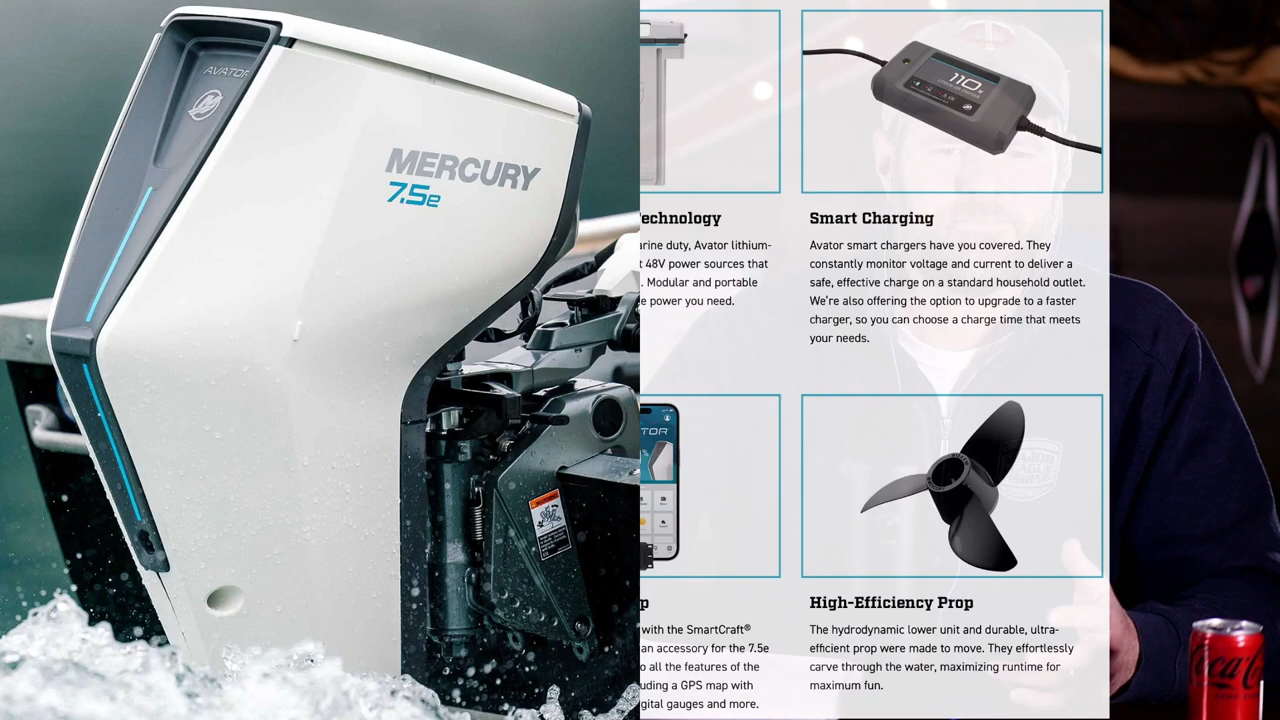 AVATOR
MERCURY
7.5e
110
echnology
rine duty, Avator lithium-
t 48V power sources that
. Modular and portable
e power you need.
Smart Charging
Avator smart chargers have you covered. They
constantly monitor voltage and current to deliver a
safe, effective charge on a standard household outlet.
We're also offering the option to upgrade to a faster
charger, so you can choose a charge time that meets
your needs.
TOR
p
with the SmartCraft®
an accessory for the 7.5e
o all the features of the
uding a GPS map with
gital gauges and more.
High-Efficiency Prop
The hydrodynamic lower unit and durable, ultra-
efficient prop were made to move. They effortlessly
carve through the water, maximizing runtime for
maximum fun.
Coca-C